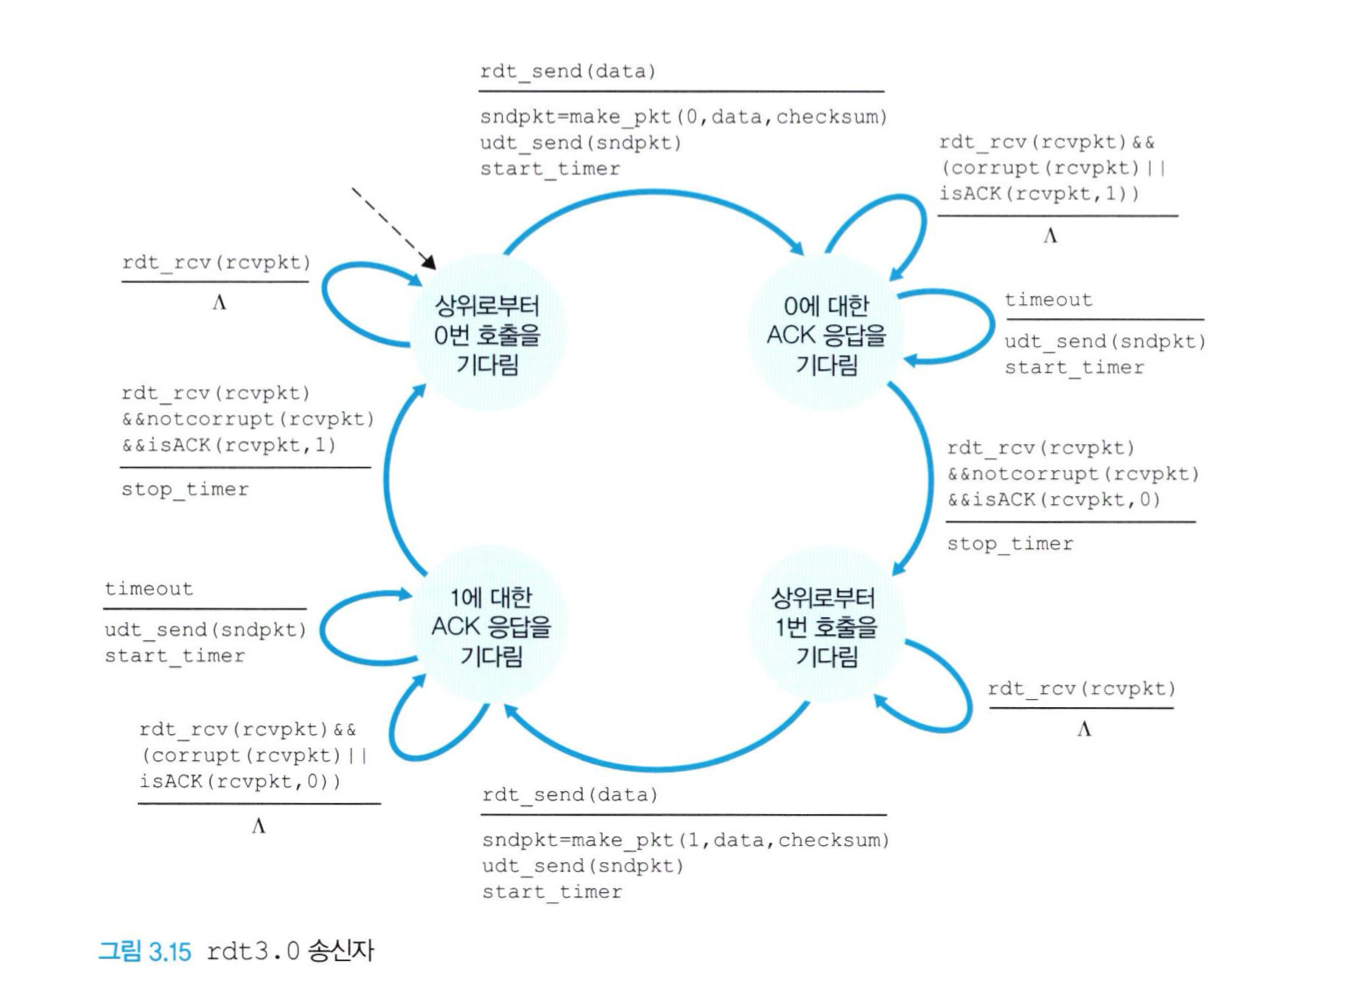 rdt_send(data)
sndpkt=make_pkt(0,data,checksum)
udt_send(sndpkt)
start_timer
rdt_rcv(rcvpkt)&&
(corrupt(rcvpkt)||
isACK(rcvpkt,1))
Λ
rdt_rcv(rcvpkt)
Λ
상위로부터
0번 호출을
기다림
0에 대한
ACK 응답을
기다림
timeout
udt_send(sndpkt)
start_timer
rdt_rcv(rcvpkt)
&&notcorrupt(rcvpkt)
&&isACK(rcvpkt,1)
stop_timer
rdt_rcv(rcvpkt)
&&notcorrupt(rcvpkt)
&&isACK(rcvpkt,0)
stop_timer
timeout
udt_send(sndpkt)
start_timer
1에 대한
ACK 응답을
기다림
상위로부터
1번 호출을
기다림
rdt_rcv(rcvpkt)
Λ
rdt_rcv(rcvpkt)&&
(corrupt(rcvpkt)||
isACK(rcvpkt,0))
Λ
rdt_send(data)
sndpkt=make_pkt(1,data,checksum)
udt_send(sndpkt)
start_timer
그림 3.15 rdt3.0 송신자